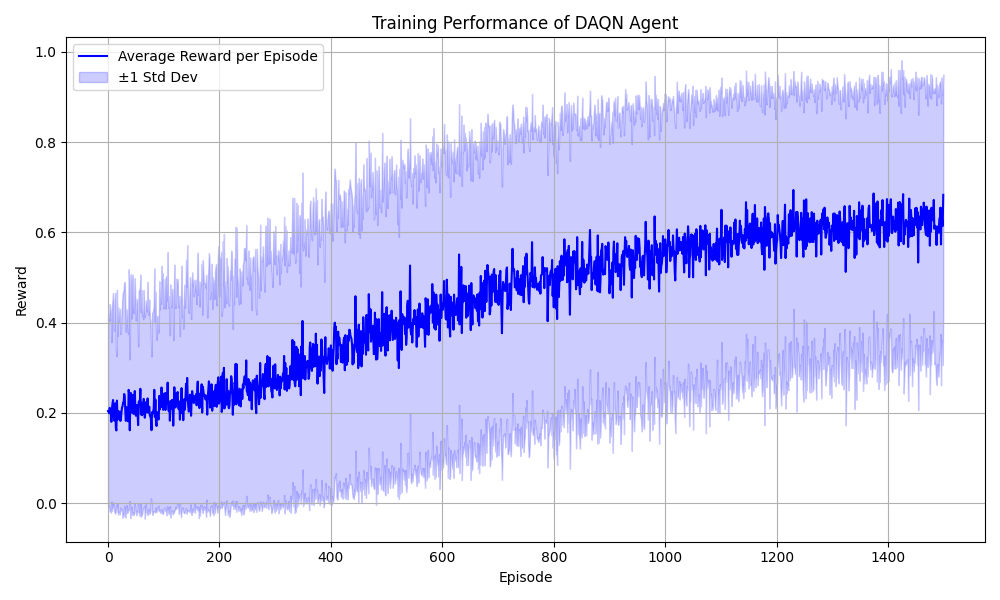 Training Performance of DAQN Agent
Average Reward per Episode
±1 Std Dev
Reward
1.0
0.8
0.6
0.4
0.2
0.0
0 200 400 600 800 1000 1200 1400
Episode